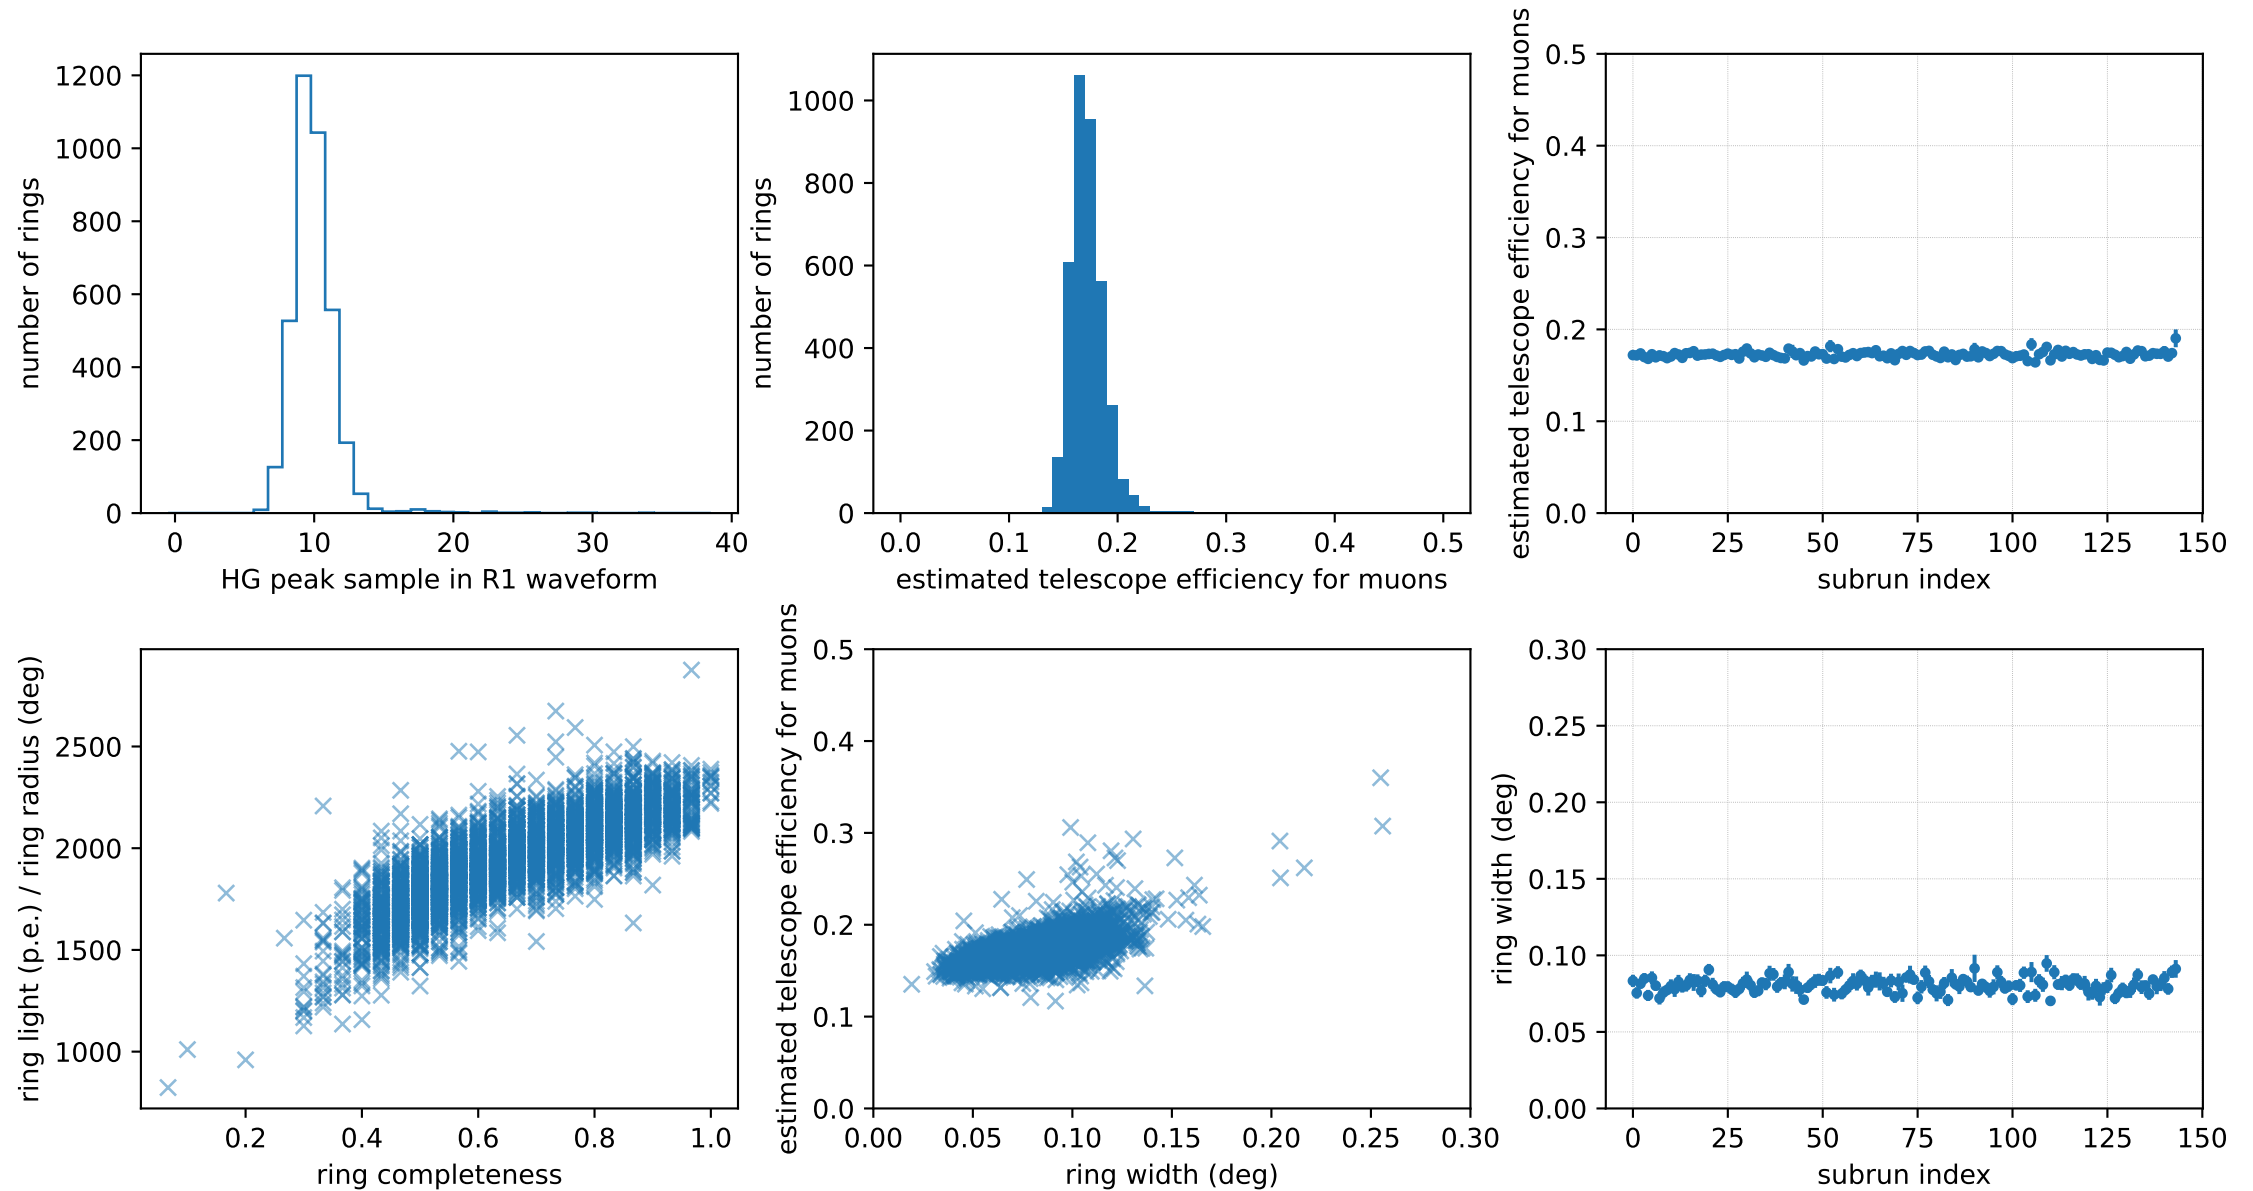 1200
1000
800
600
400
200
0
number of rings
0 10 20 30 40
HG peak sample in R1 waveform
1000
800
600
400
200
0
number of rings
0.0 0.1 0.2 0.3 0.4 0.5
estimated telescope efficiency for muons
0.5
0.4
0.3
0.2
0.1
0.0
estimated telescope efficiency for muons
0 25 50 75 100 125 150
subrun index
2500
2000
1500
1000
ring light (p.e.) / ring radius (deg)
0.2 0.4 0.6 0.8 1.0
ring completeness
0.5
0.4
0.3
0.2
0.1
0.0
estimated telescope efficiency for muons
0.00 0.05 0.10 0.15 0.20 0.25 0.30
ring width (deg)
0.30
0.25
0.20
0.15
0.10
0.05
0.00
ring width (deg)
0 25 50 75 100 125 150
subrun index